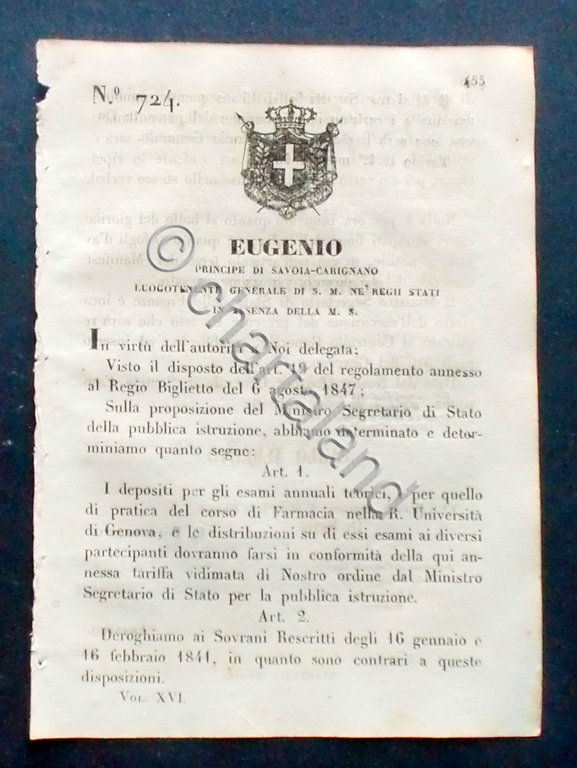 455
N.º 724.
EUGENIO
PRINCIPE DI SAVOIA-CARIGNANO
LUOGOTENENTE GENERALE DI S. M. NE' REGII STATI
IN ASSENZA DELLA M. S.
In virtù dell'autorità a Noi delegata;
Visto il disposto dell'art. del regolamento annesso
al Regio Biglietto del 6 agosto 1847;
Sulla proposizione del Ministro Segretario di Stato
della pubblica istruzione, abbiamo determinato e deter-
miniamo quanto segue:
Art. 1.
I depositi per gli esami annuali teorici, e per quello
di pratica del corso di Farmacia nella R. Università
di Genova, e le distribuzioni su di essi esami ai diversi
partecipanti dovranno farsi in conformità della qui an-
nessa tariffa vidimata di Nostro ordine dal Ministro
Segretario di Stato per la pubblica istruzione.
Art. 2.
Deroghiamo ai Sovrani Rescritti degli 16 gennaio e
16 febbraio 1841, in quanto sono contrari a queste
disposizioni.
VOL. XVI.
© chartaland